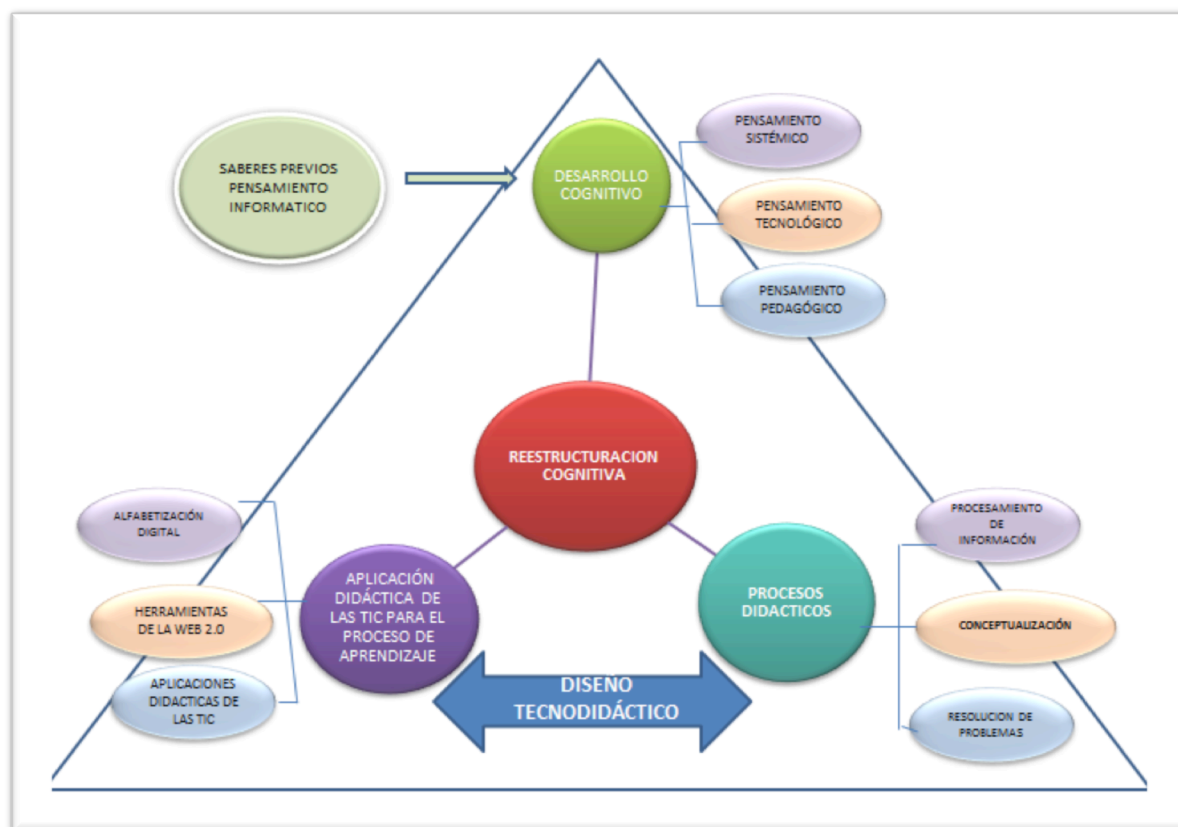 SABERES PREVIOS
PENSAMIENTO
INFORMATICO
DESARROLLO
COGNITIVO
PENSAMIENTO
SISTÉMICO
PENSAMIENTO
TECNOLÓGICO
PENSAMIENTO
PEDAGÓGICO
REESTRUCTURACION
COGNITIVA
ALFABETIZACIÓN
DIGITAL
HERRAMIENTAS
DE LA WEB 2.0
APLICACIONES
DIDACTICAS DE
LAS TIC
APLICACIÓN
DIDÁCTICA DE
LAS TIC PARA EL
PROCESO DE
APRENDIZAJE
DISEÑO
TECNODIDÁCTICO
PROCESOS
DIDACTICOS
PROCESAMIENTO
DE
INFORMACIÓN
CONCEPTUALIZACIÓN
RESOLUCION DE
PROBLEMAS